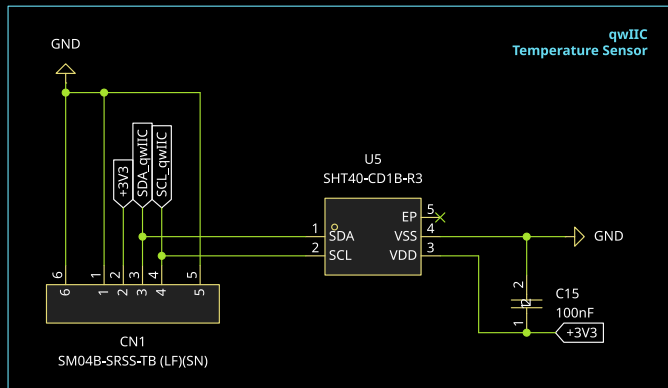 qwIIC
Temperature Sensor
GND
+3V3
SDA_qwIIC
SCL_qwIIC
U5
SHT40-CD1B-R3
1 SDA
2 SCL
EP 5
VSS 4
VDD 3
GND
2
C15
100nF
1
+3V3
6 1 2 3 4 5
6 1 2 3 4 5
CN1
SM04B-SRSS-TB (LF)(SN)